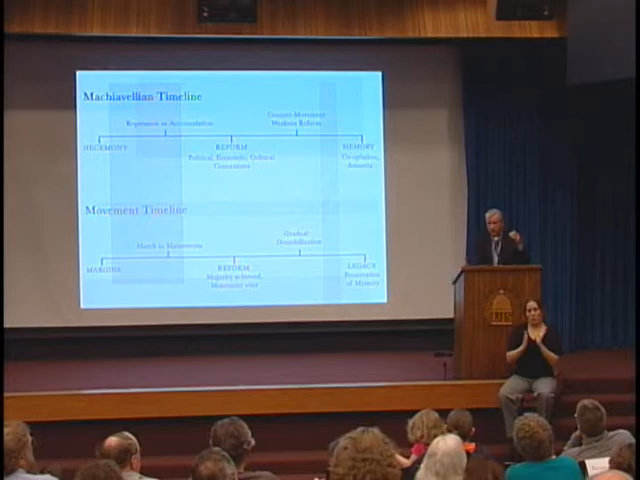 Machiavellian Timeline
Counter-Movement
Repression or Accommodation
Weakens Reform
HEGEMONY
REFORM
MEMORY
Political, Economic, Cultural
Concessions
Co-optation,
Amnesia
Movement Timeline
Gradual
Demobilization
March to Mainstream
MARGINS
REFORM
LEGACY
Majority achieved,
Movement wins
Preservation
of Memory
UIS